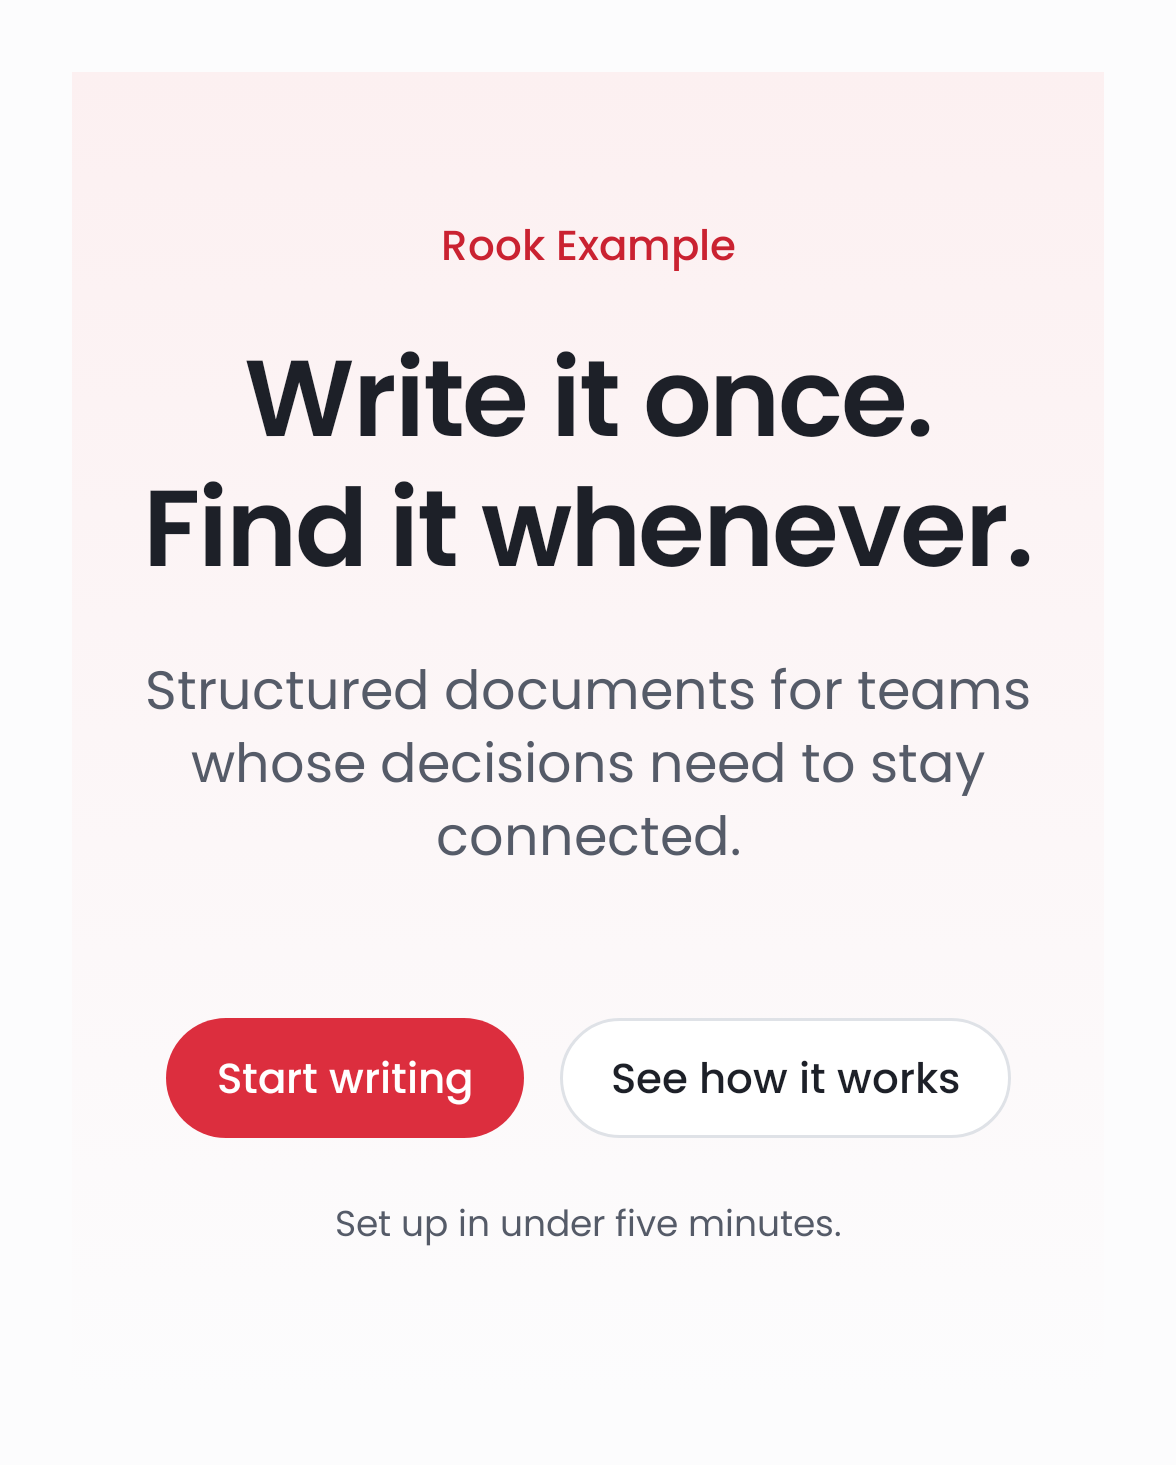 Rook Example
Write it once.
Find it whenever.
Structured documents for teams
whose decisions need to stay
connected.
Start writing
See how it works
Set up in under five minutes.